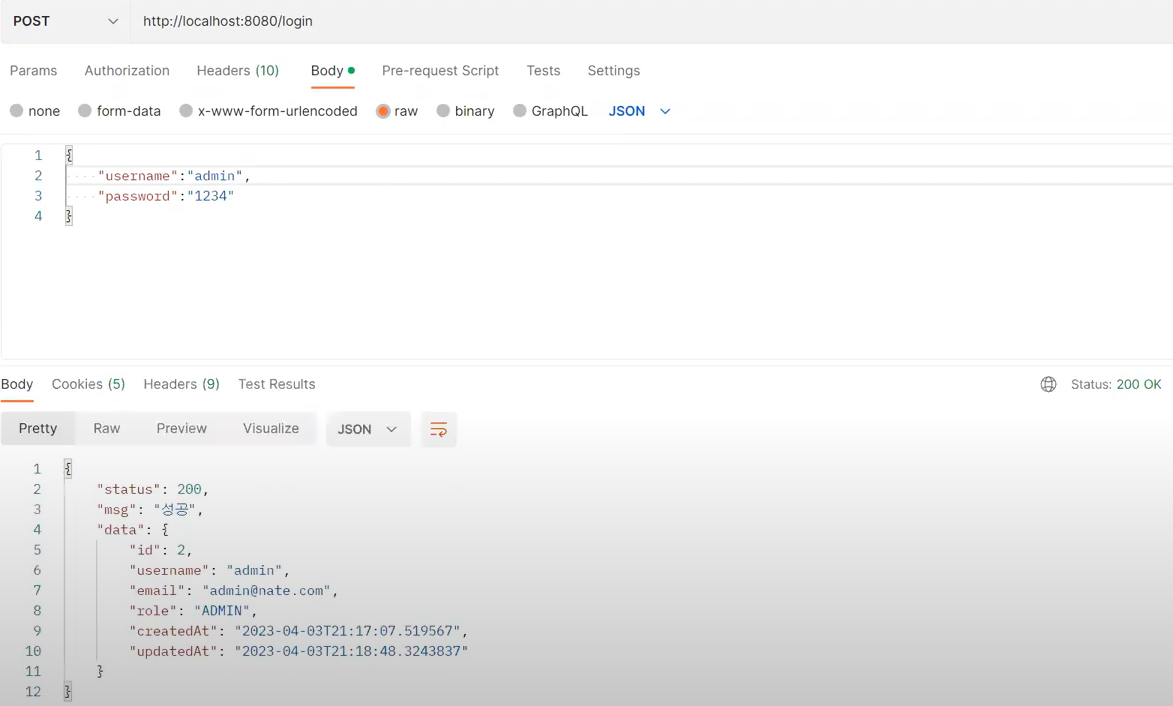 POST http://localhost:8080/login
Params Authorization Headers (10) Body Pre-request Script Tests Settings
none form-data x-www-form-urlencoded raw binary GraphQL JSON
1 {
2 "username":"admin",
3 "password":"1234"
4 }
Body Cookies (5) Headers (9) Test Results Status: 200 OK
Pretty Raw Preview Visualize JSON
1 {
2 "status": 200,
3 "msg": "성공",
4 "data": {
5 "id": 2,
6 "username": "admin",
7 "email": "admin@nate.com",
8 "role": "ADMIN",
9 "createdAt": "2023-04-03T21:17:07.519567",
10 "updatedAt": "2023-04-03T21:18:48.3243837"
11 }
12 }